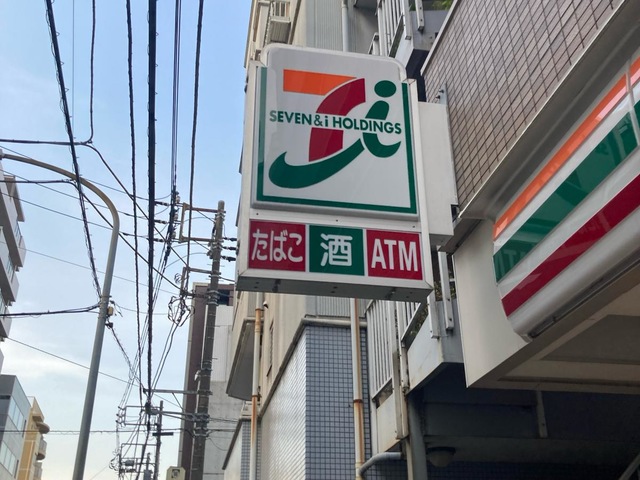 SEVEN&i HOLDINGS
たばこ 酒 ATM